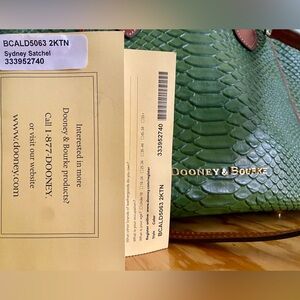 BCALD5063 2KTN
Sydney Satchel
333952740
Interested in more
Dooney & Bourke products?
Call 1-877-DOONEY.
or visit our website
www.dooney.com
333952740
BCALD5063 2KTN
DOONEY & BOURKE